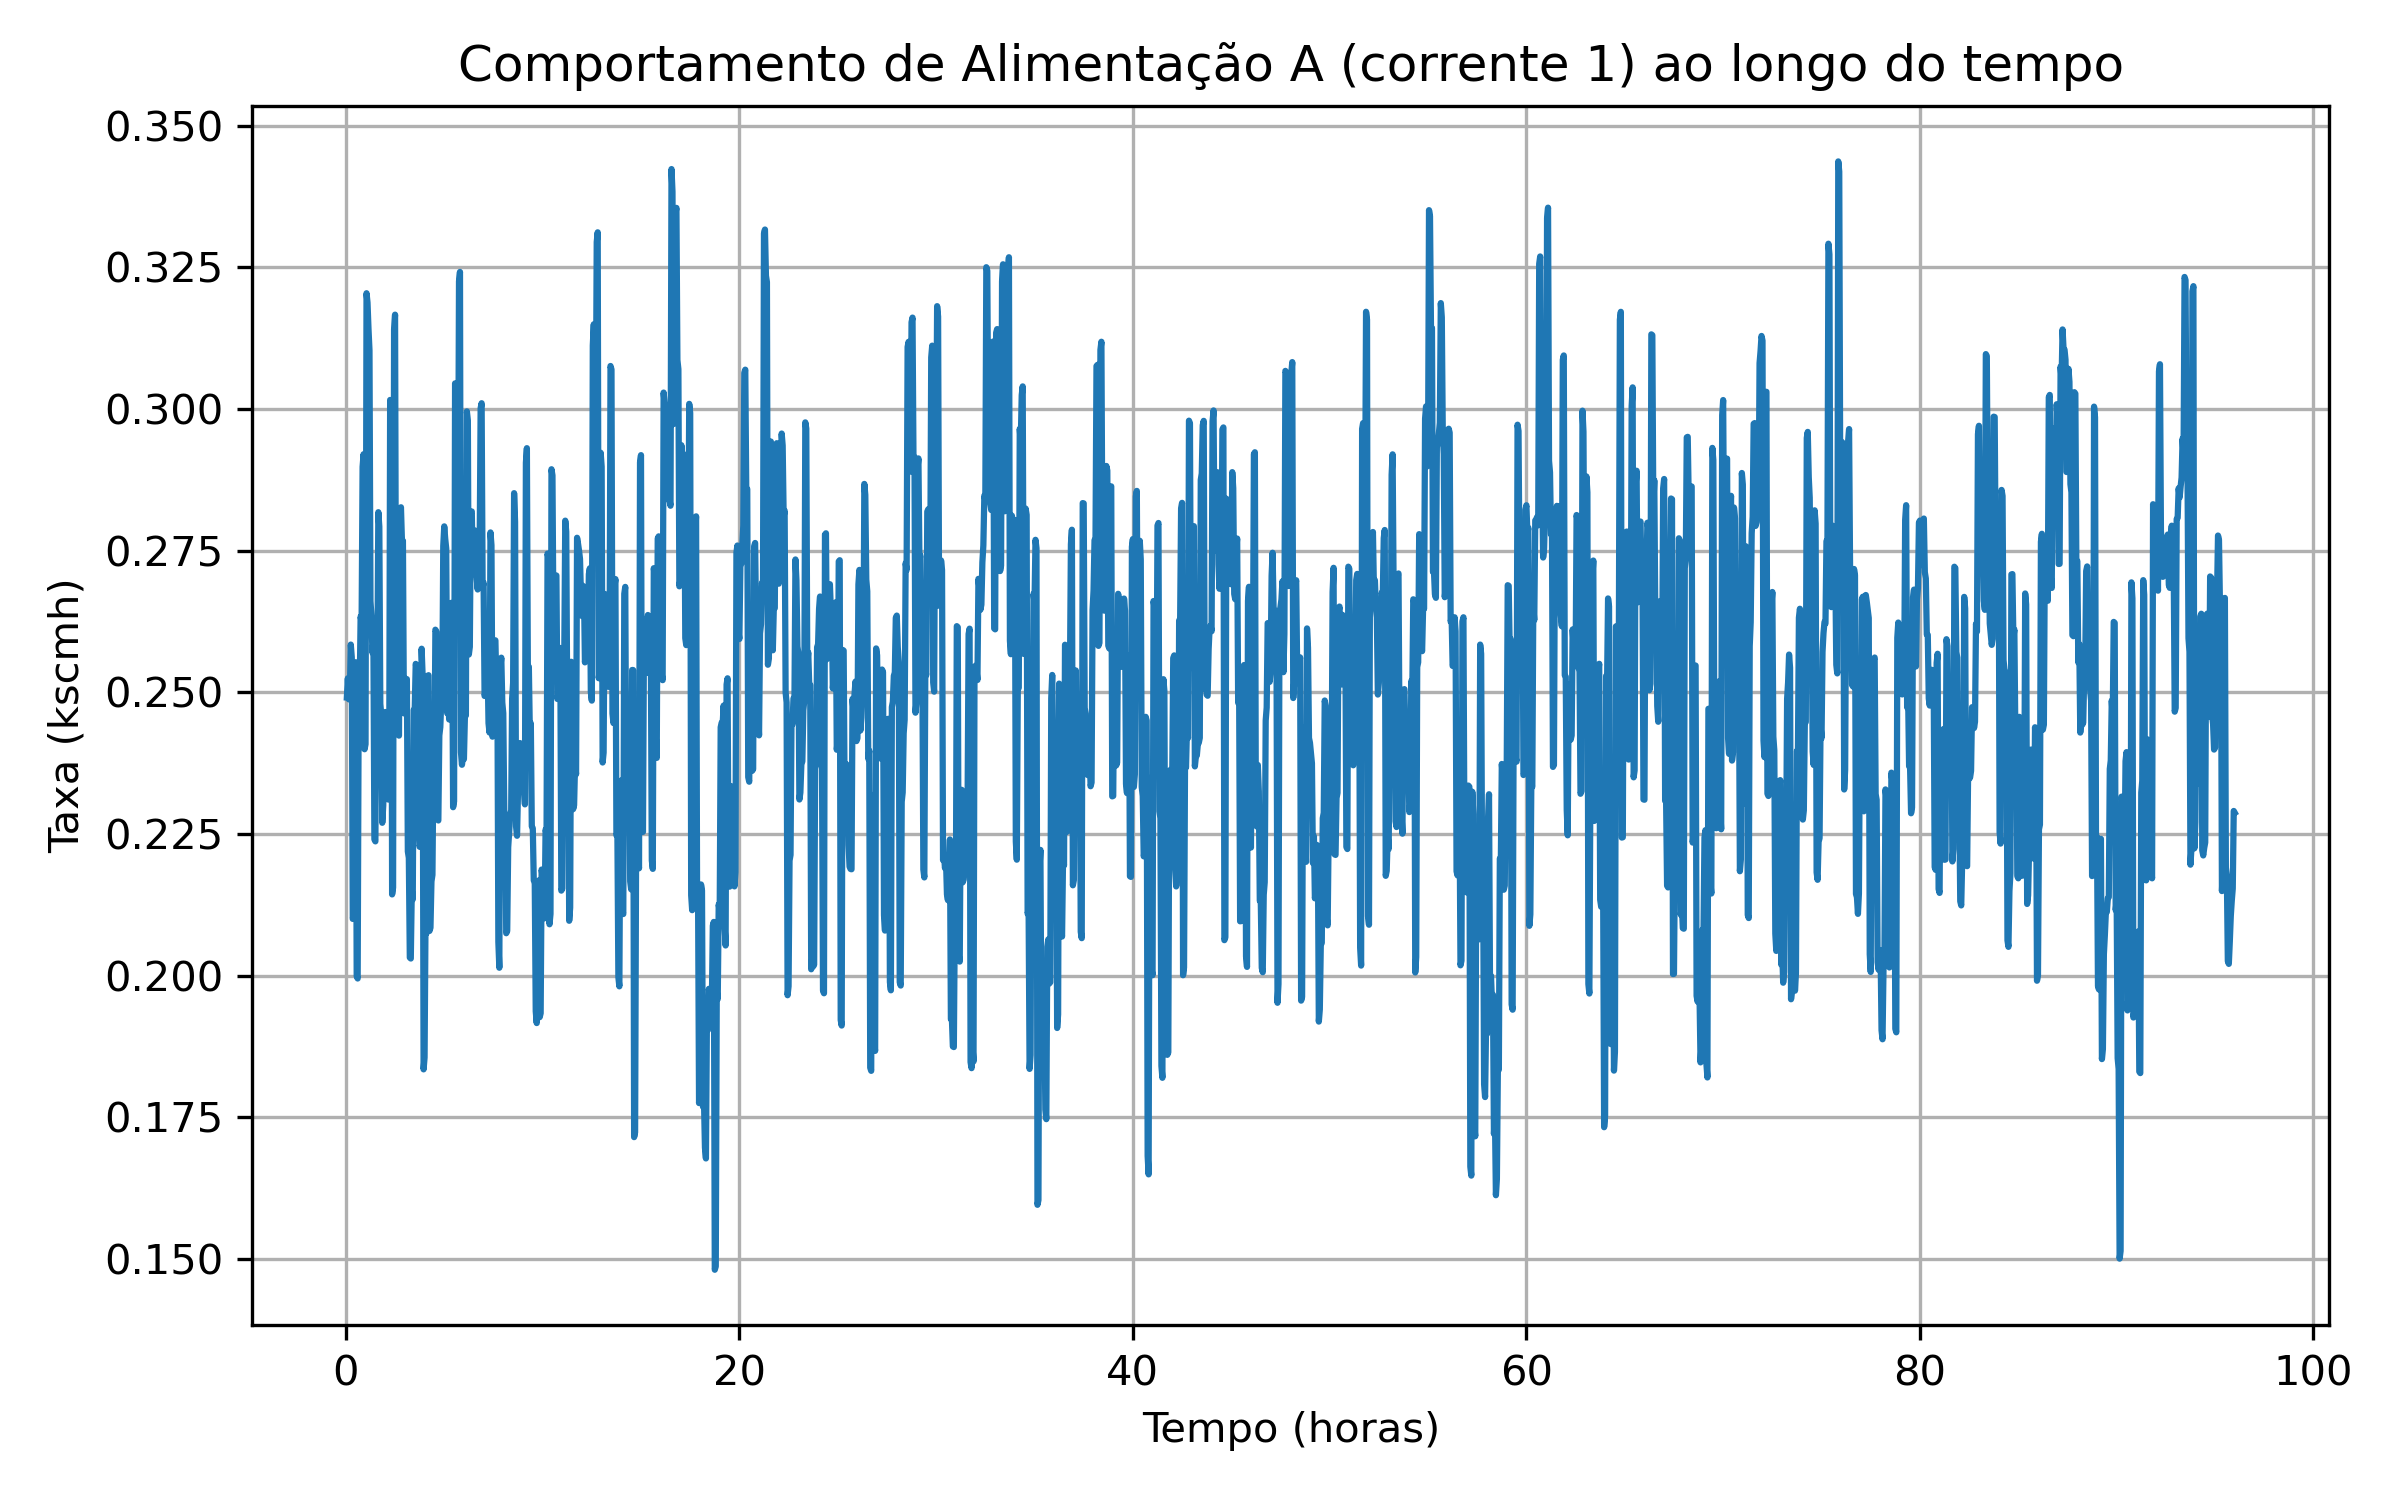 Comportamento de Alimentação A (corrente 1) ao longo do tempo
Taxa (kscmh)
0.350
0.325
0.300
0.275
0.250
0.225
0.200
0.175
0.150
0 20 40 60 80 100
Tempo (horas)